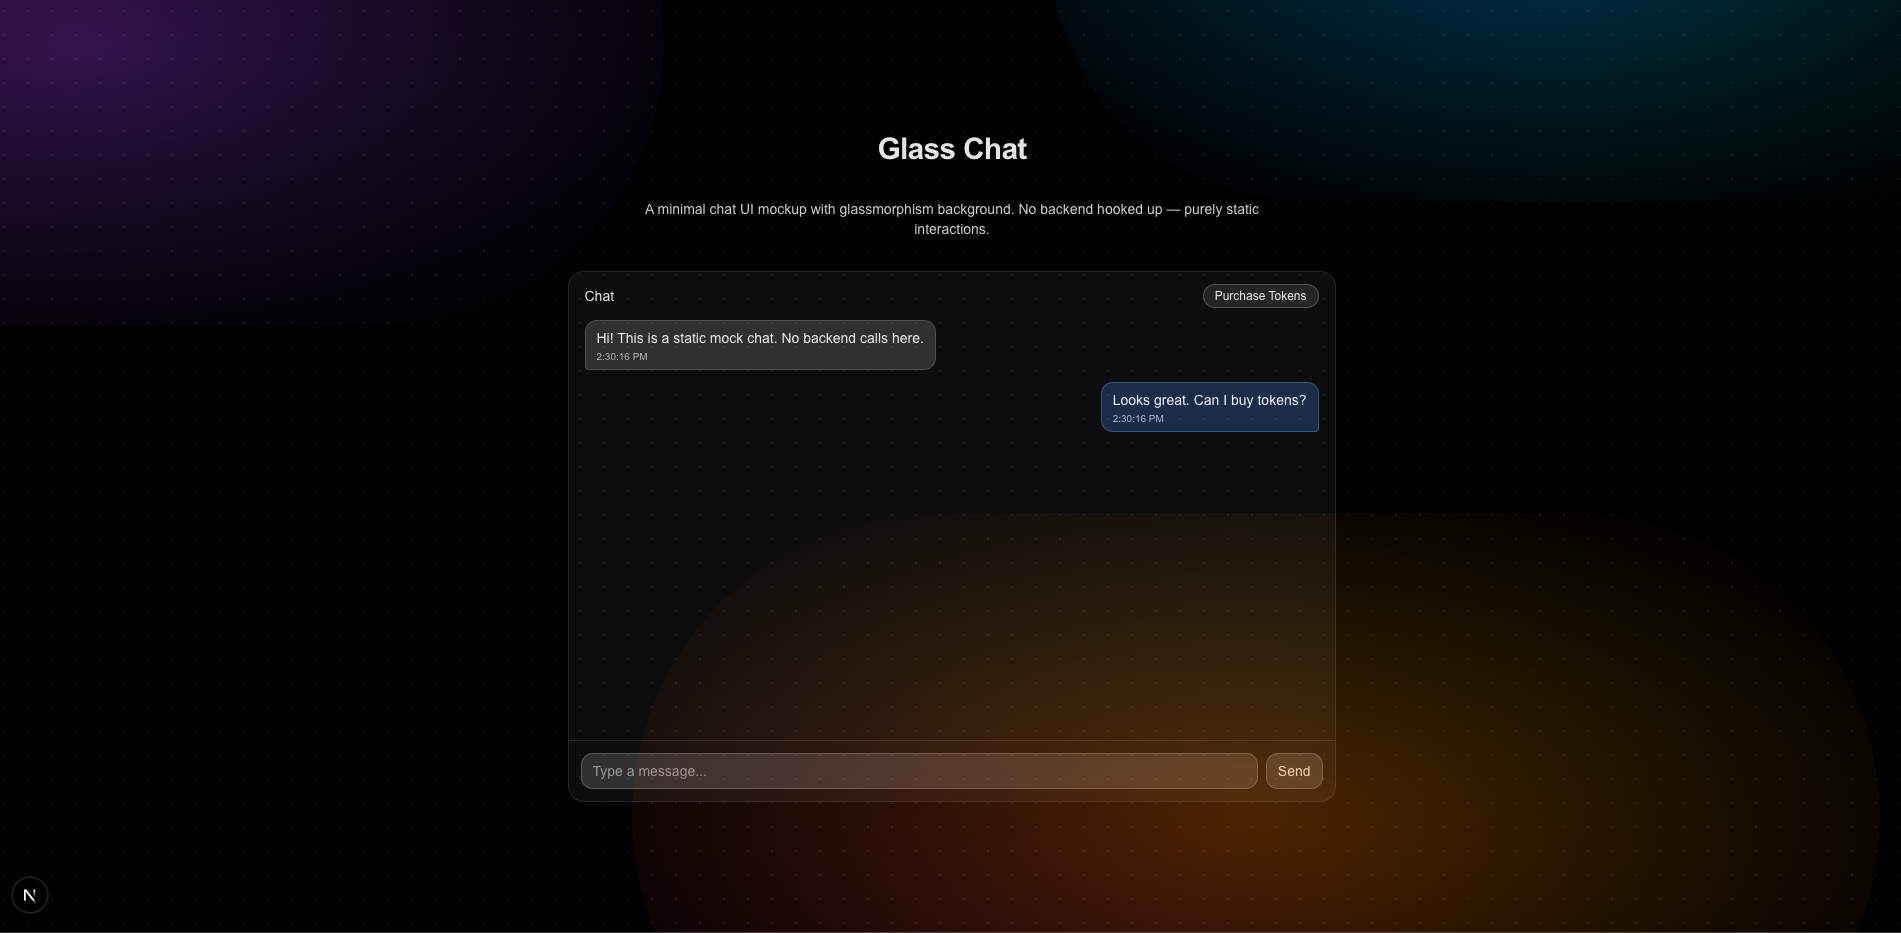 Glass Chat
A minimal chat UI mockup with glassmorphism background. No backend hooked up — purely static
interactions.
Chat
Purchase Tokens
Hi! This is a static mock chat. No backend calls here.
2:30:16 PM
Looks great. Can I buy tokens?
2:30:16 PM
Type a message...
Send
N